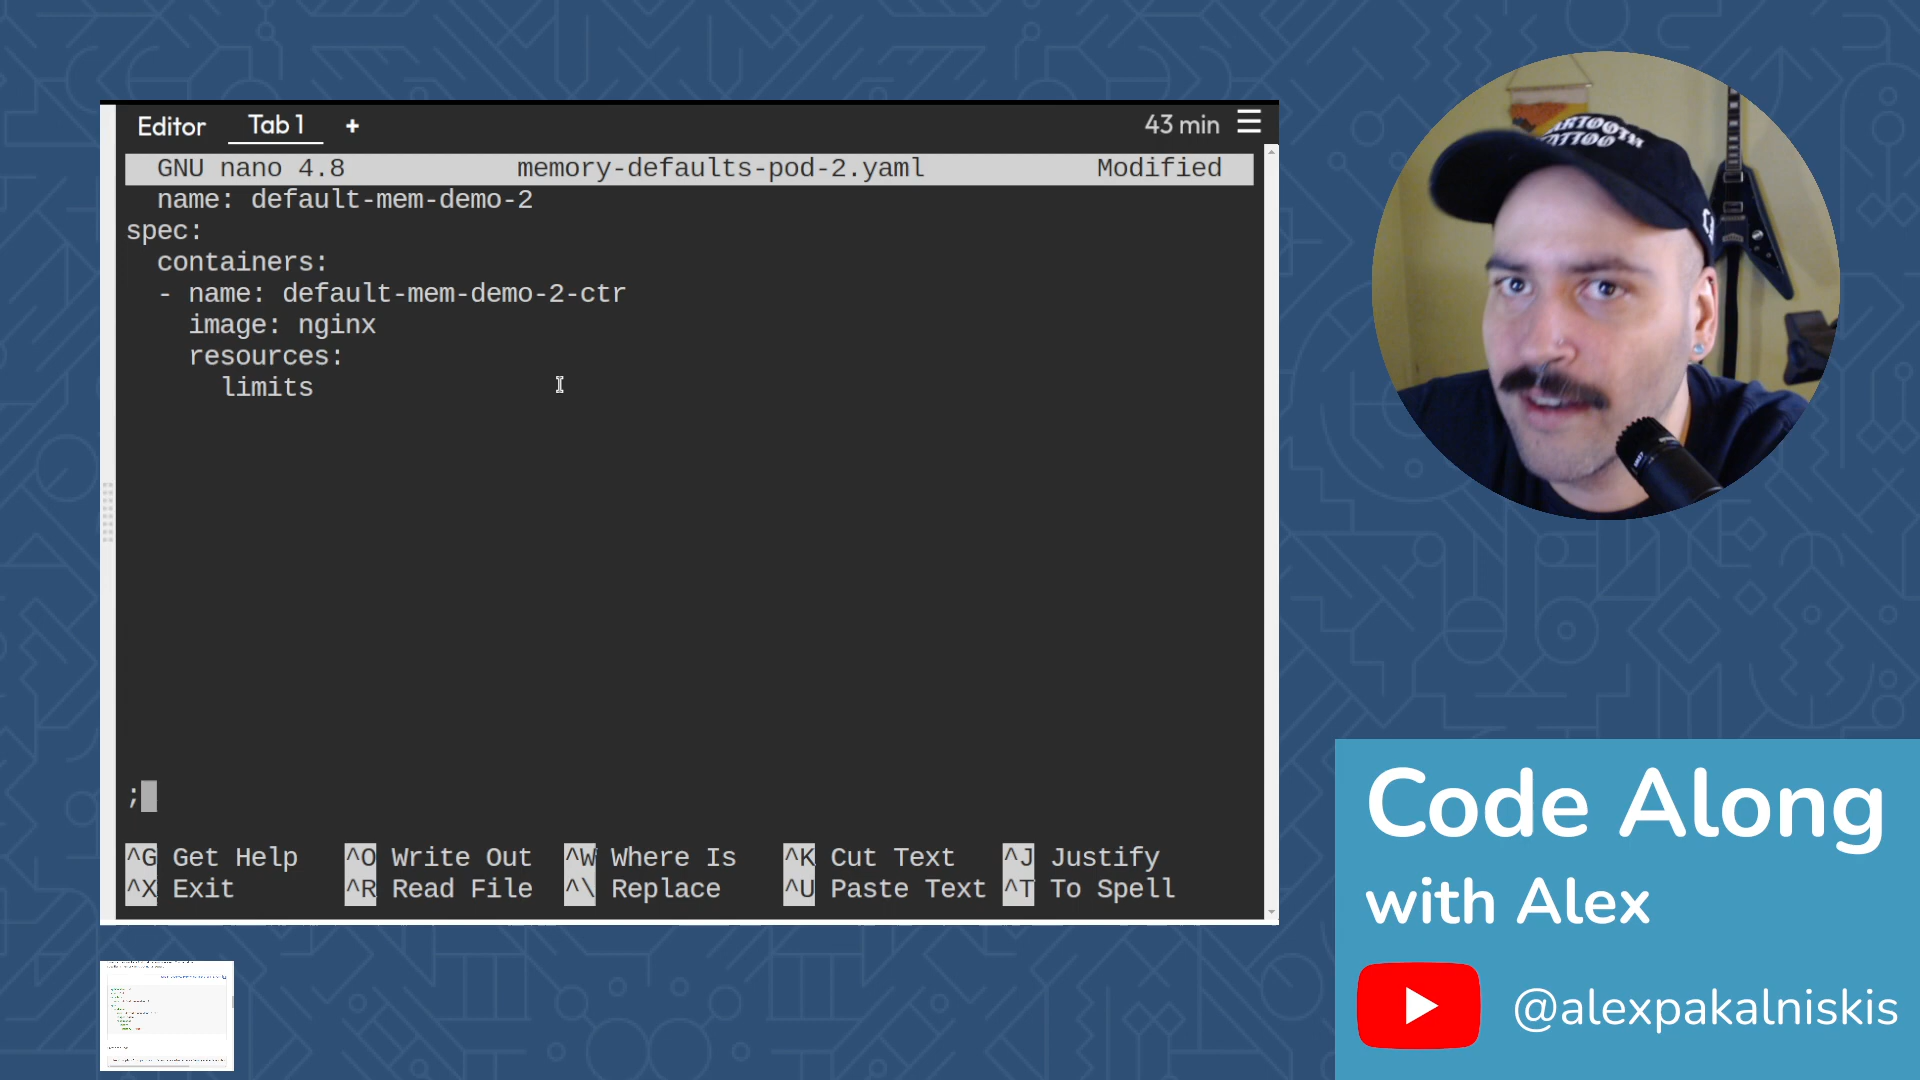 Editor Tab 1 + 43 min
GNU nano 4.8 memory-defaults-pod-2.yaml Modified
name: default-mem-demo-2
spec:
containers:
- name: default-mem-demo-2-ctr
image: nginx
resources:
limits
;
^G Get Help ^O Write Out ^W Where Is ^K Cut Text ^J Justify
^X Exit ^R Read File ^\ Replace ^U Paste Text ^T To Spell
TATTOO
Code Along
with Alex
@alexpakalniskis